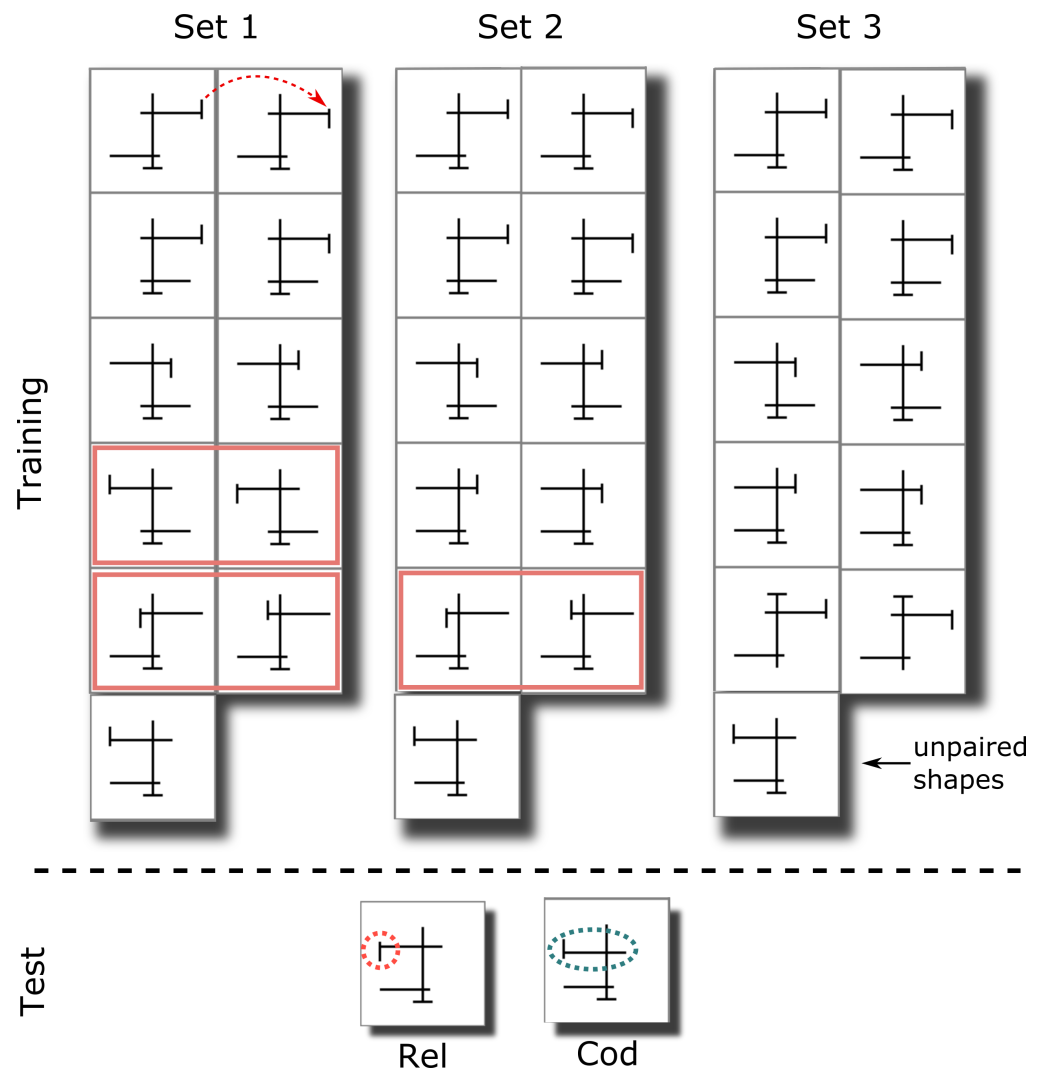 Set 1
Set 2
Set 3
Training
unpaired
shapes
Test
Rel
Cod